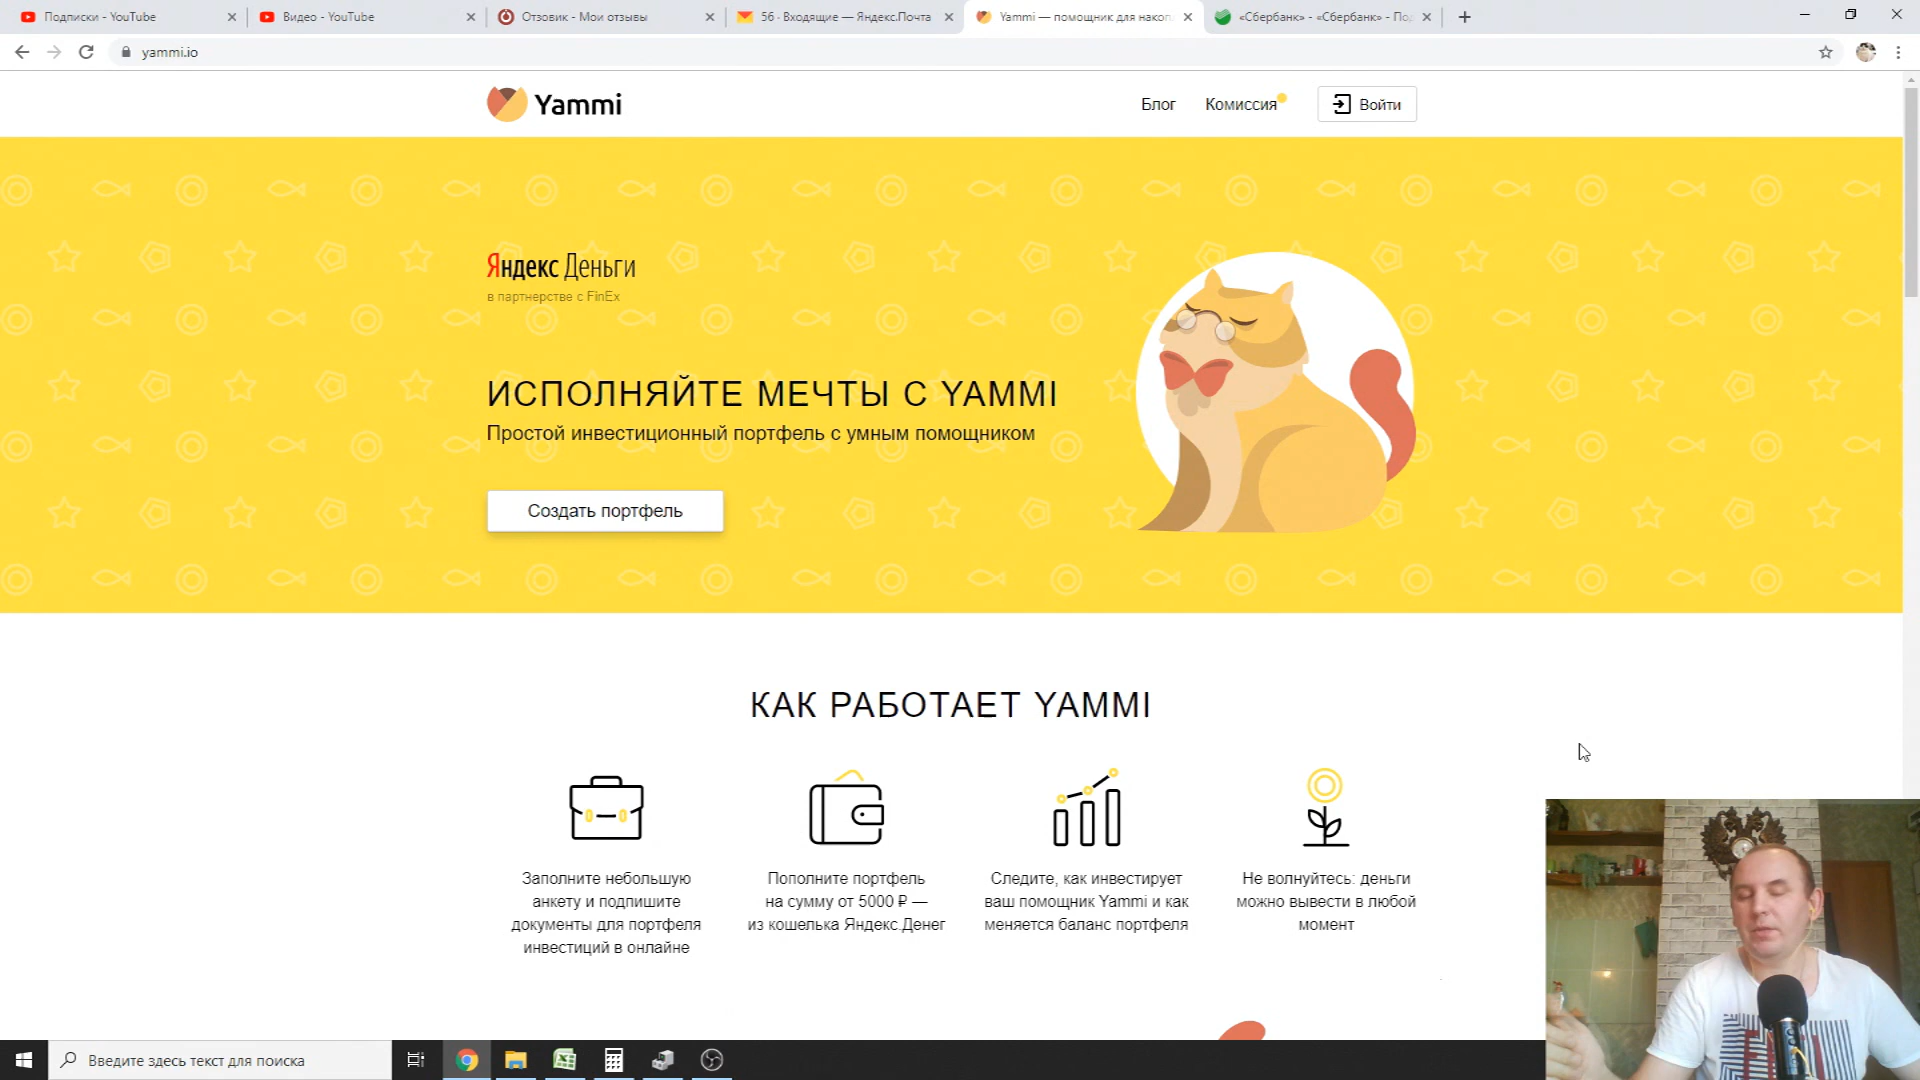 Подписки - YouTube
Видео - YouTube
Отзовик - Мои отзывы
56 · Входящие — Яндекс.Почта
Yammi — помощник для накоп
«Сбербанк» - «Сбербанк» - По
yammi.io
Yammi
Блог
Комиссия
Войти
Яндекс Деньги
в партнерстве с FinEx
ИСПОЛНЯЙТЕ МЕЧТЫ С YAMMI
Простой инвестиционный портфель с умным помощником
Создать портфель
КАК РАБОТАЕТ YAMMI
Заполните небольшую
анкету и подпишите
документы для портфеля
инвестиций в онлайне
Пополните портфель
на сумму от 5000 ₽ —
из кошелька Яндекс.Денег
Следите, как инвестирует
ваш помощник Yammi и как
меняется баланс портфеля
Не волнуйтесь: деньги
можно вывести в любой
момент
Введите здесь текст для поиска